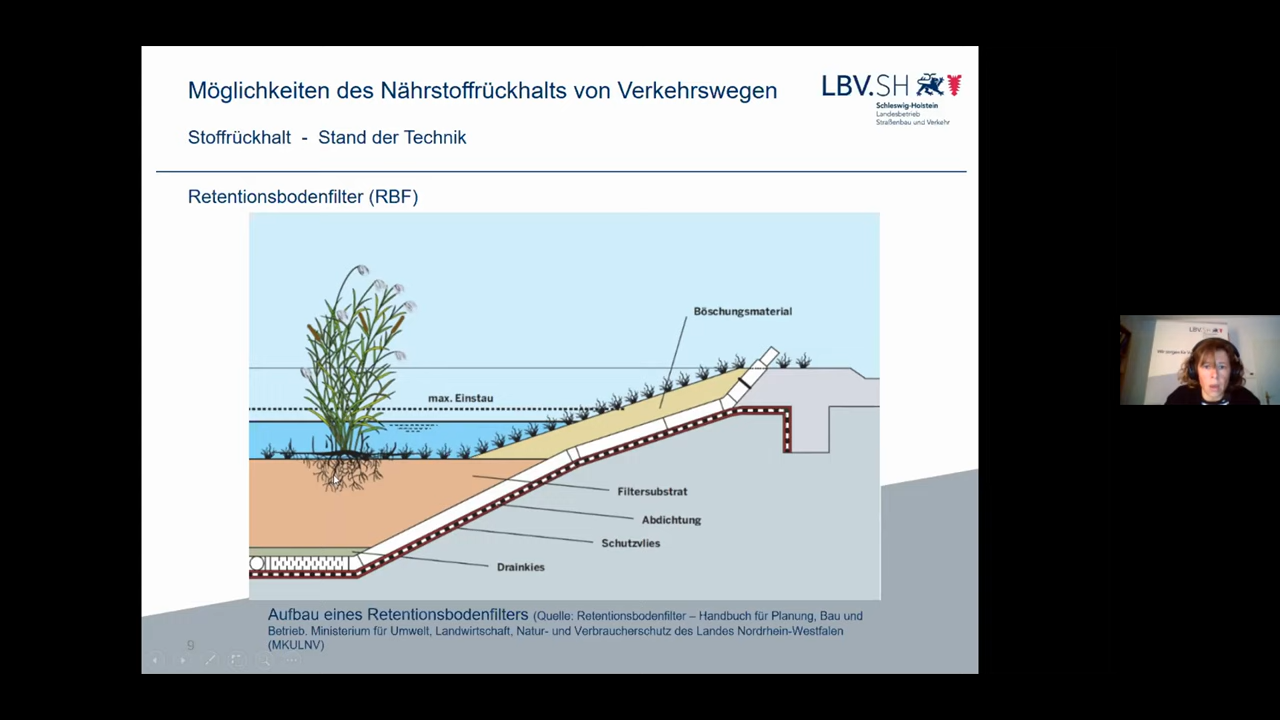 Möglichkeiten des Nährstoffrückhalts von Verkehrswegen
LBV.SH
Schleswig-Holstein
Landesbetrieb
Straßenbau und Verkehr
Stoffrückhalt - Stand der Technik
Retentionsbodenfilter (RBF)
Böschungsmaterial
max. Einstau
Filtersubstrat
Abdichtung
Schutzvlies
Drainkies
Aufbau eines Retentionsbodenfilters (Quelle: Retentionsbodenfilter – Handbuch für Planung, Bau und
Betrieb. Ministerium für Umwelt, Landwirtschaft, Natur- und Verbraucherschutz des Landes Nordrhein-Westfalen
(MKULNV)
9
LBV.SH